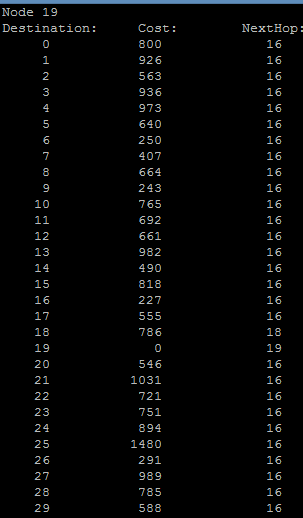 Node 19
Destination: Cost: NextHop:
0 800 16
1 926 16
2 563 16
3 936 16
4 973 16
5 640 16
6 250 16
7 407 16
8 664 16
9 243 16
10 765 16
11 692 16
12 661 16
13 982 16
14 490 16
15 818 16
16 227 16
17 555 16
18 786 18
19 0 19
20 546 16
21 1031 16
22 721 16
23 751 16
24 894 16
25 1480 16
26 291 16
27 989 16
28 785 16
29 588 16